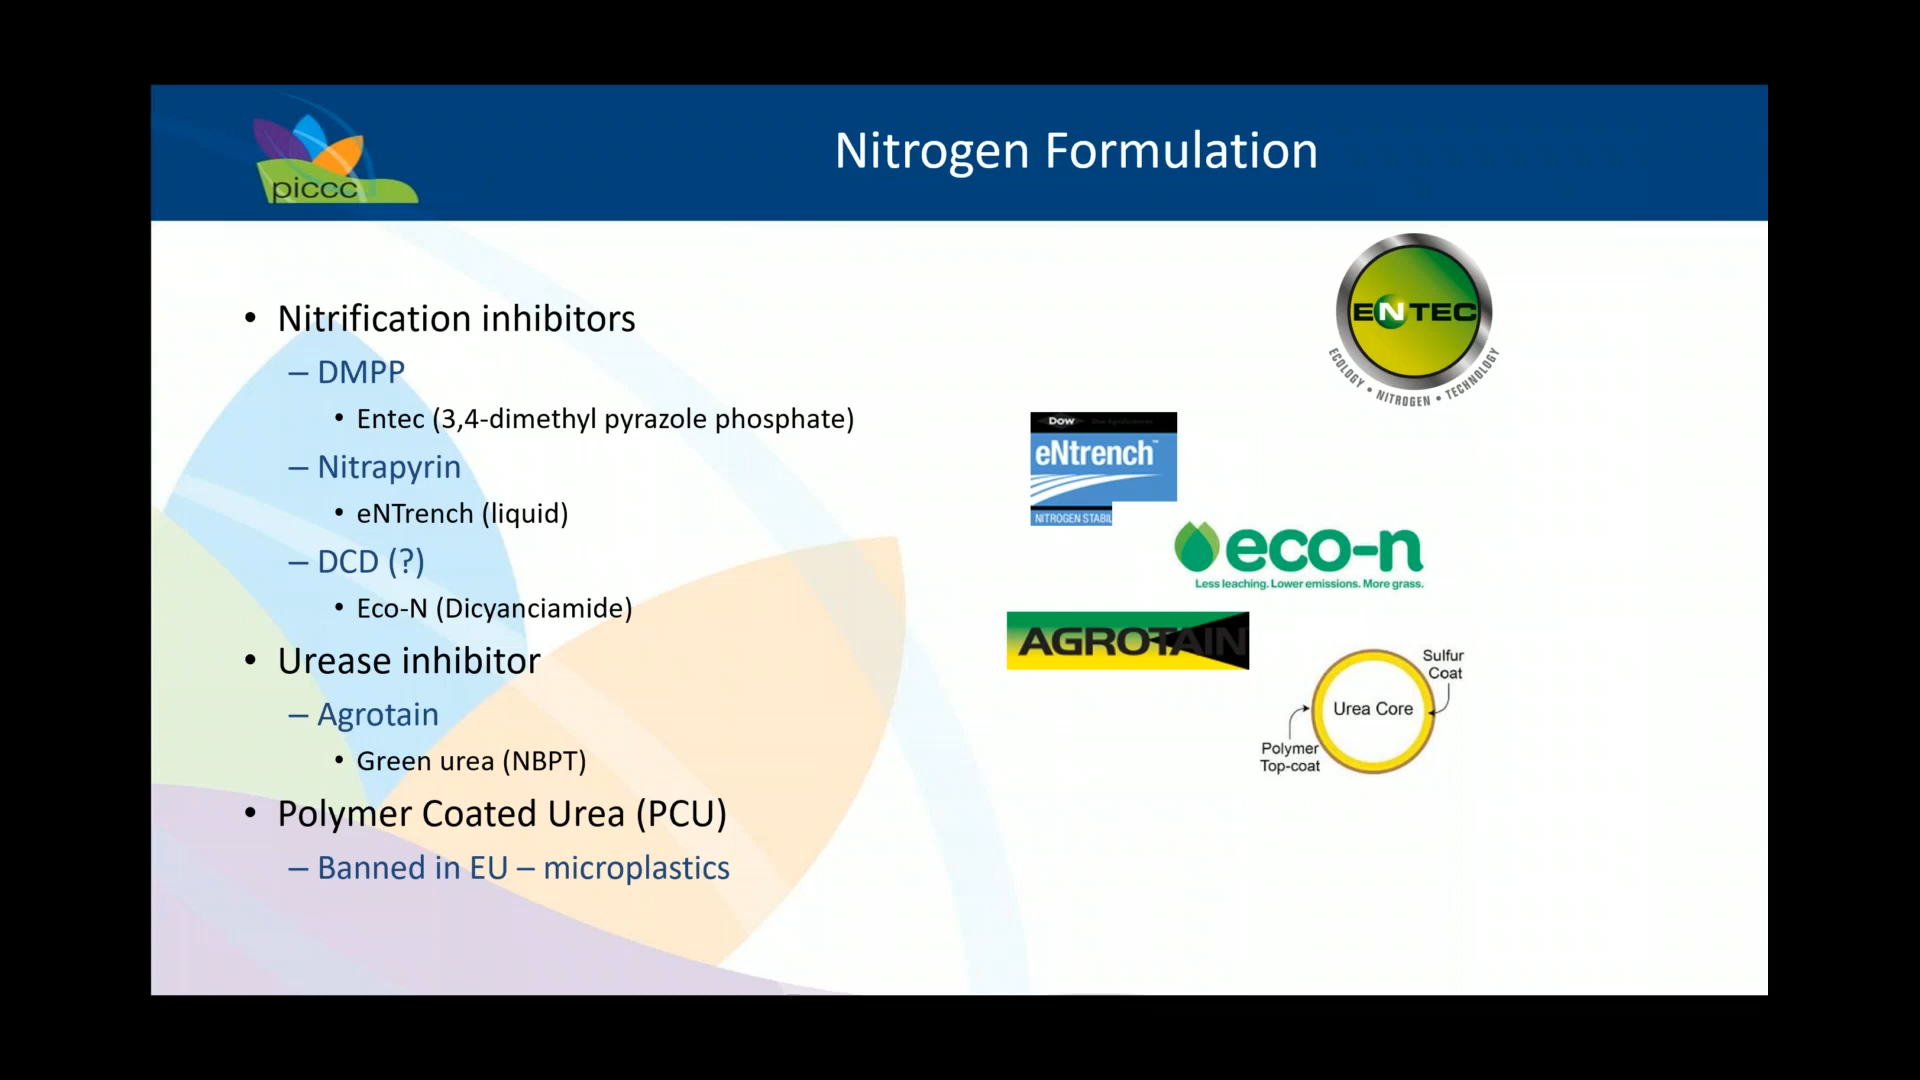 piccc
Nitrogen Formulation
• Nitrification inhibitors
– DMPP
• Entec (3,4-dimethyl pyrazole phosphate)
– Nitrapyrin
• eNTrench (liquid)
– DCD (?)
• Eco-N (Dicyanciamide)
• Urease inhibitor
– Agrotain
• Green urea (NBPT)
• Polymer Coated Urea (PCU)
– Banned in EU – microplastics
ENTEC
ECOLOGY • NITROGEN • TECHNOLOGY
Dow
eNtrench™
NITROGEN STABIL
eco-n
Less leaching. Lower emissions. More grass.
AGROTAIN
Sulfur
Coat
Urea Core
Polymer
Top-coat